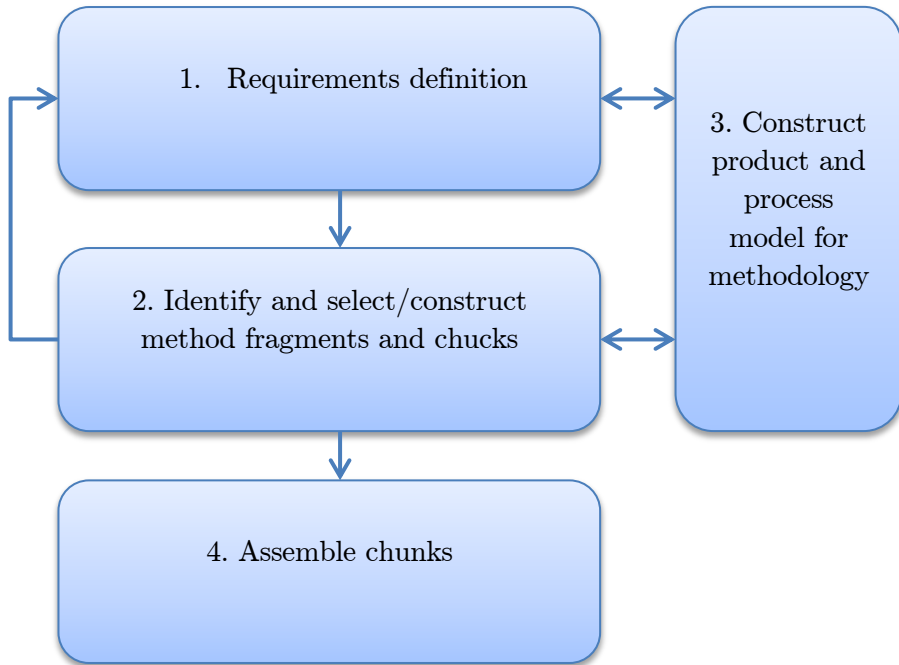 1. Requirements definition
3. Construct
product and
process
model for
methodology
2. Identify and select/construct
method fragments and chucks
4. Assemble chunks